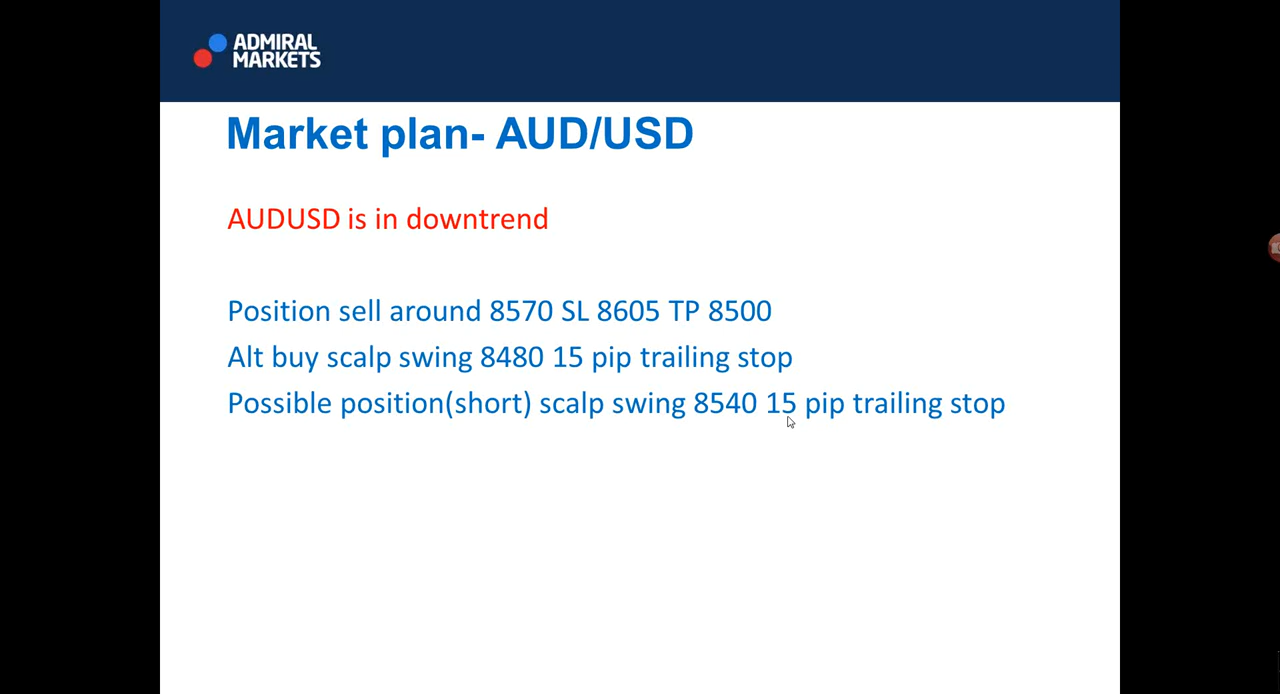 ADMIRAL
MARKETS
Market plan- AUD/USD
AUDUSD is in downtrend
Position sell around 8570 SL 8605 TP 8500
Alt buy scalp swing 8480 15 pip trailing stop
Possible position(short) scalp swing 8540 15 pip trailing stop